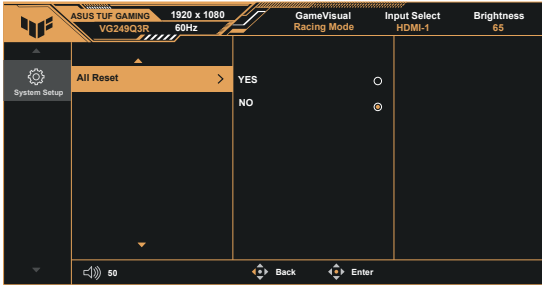 ASUS TUF GAMING 1920 x 1080 GameVisual Input Select Brightness
VG249Q3R 60Hz Racing Mode HDMI-1 65
System Setup
All Reset
YES
NO
50 Back Enter